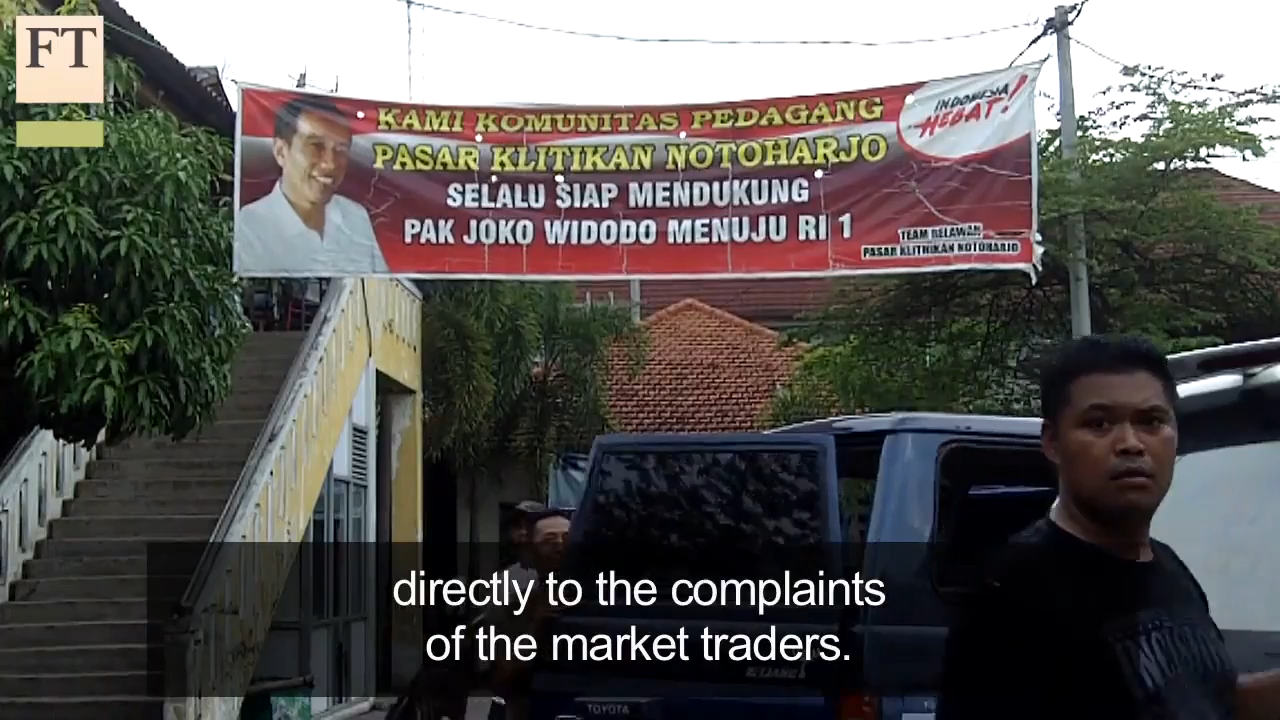 FT
KAMI KOMUNITAS PEDAGANG
PASAR KLITIKAN NOTOHARJO
SELALU SIAP MENDUKUNG
PAK JOKO WIDODO MENUJU RI 1
INDONESIA
HEBAT!
TEAM RELAWAN
PASAR KLITHIKAN NOTOHARJO
directly to the complaints
of the market traders.
TOYOTA